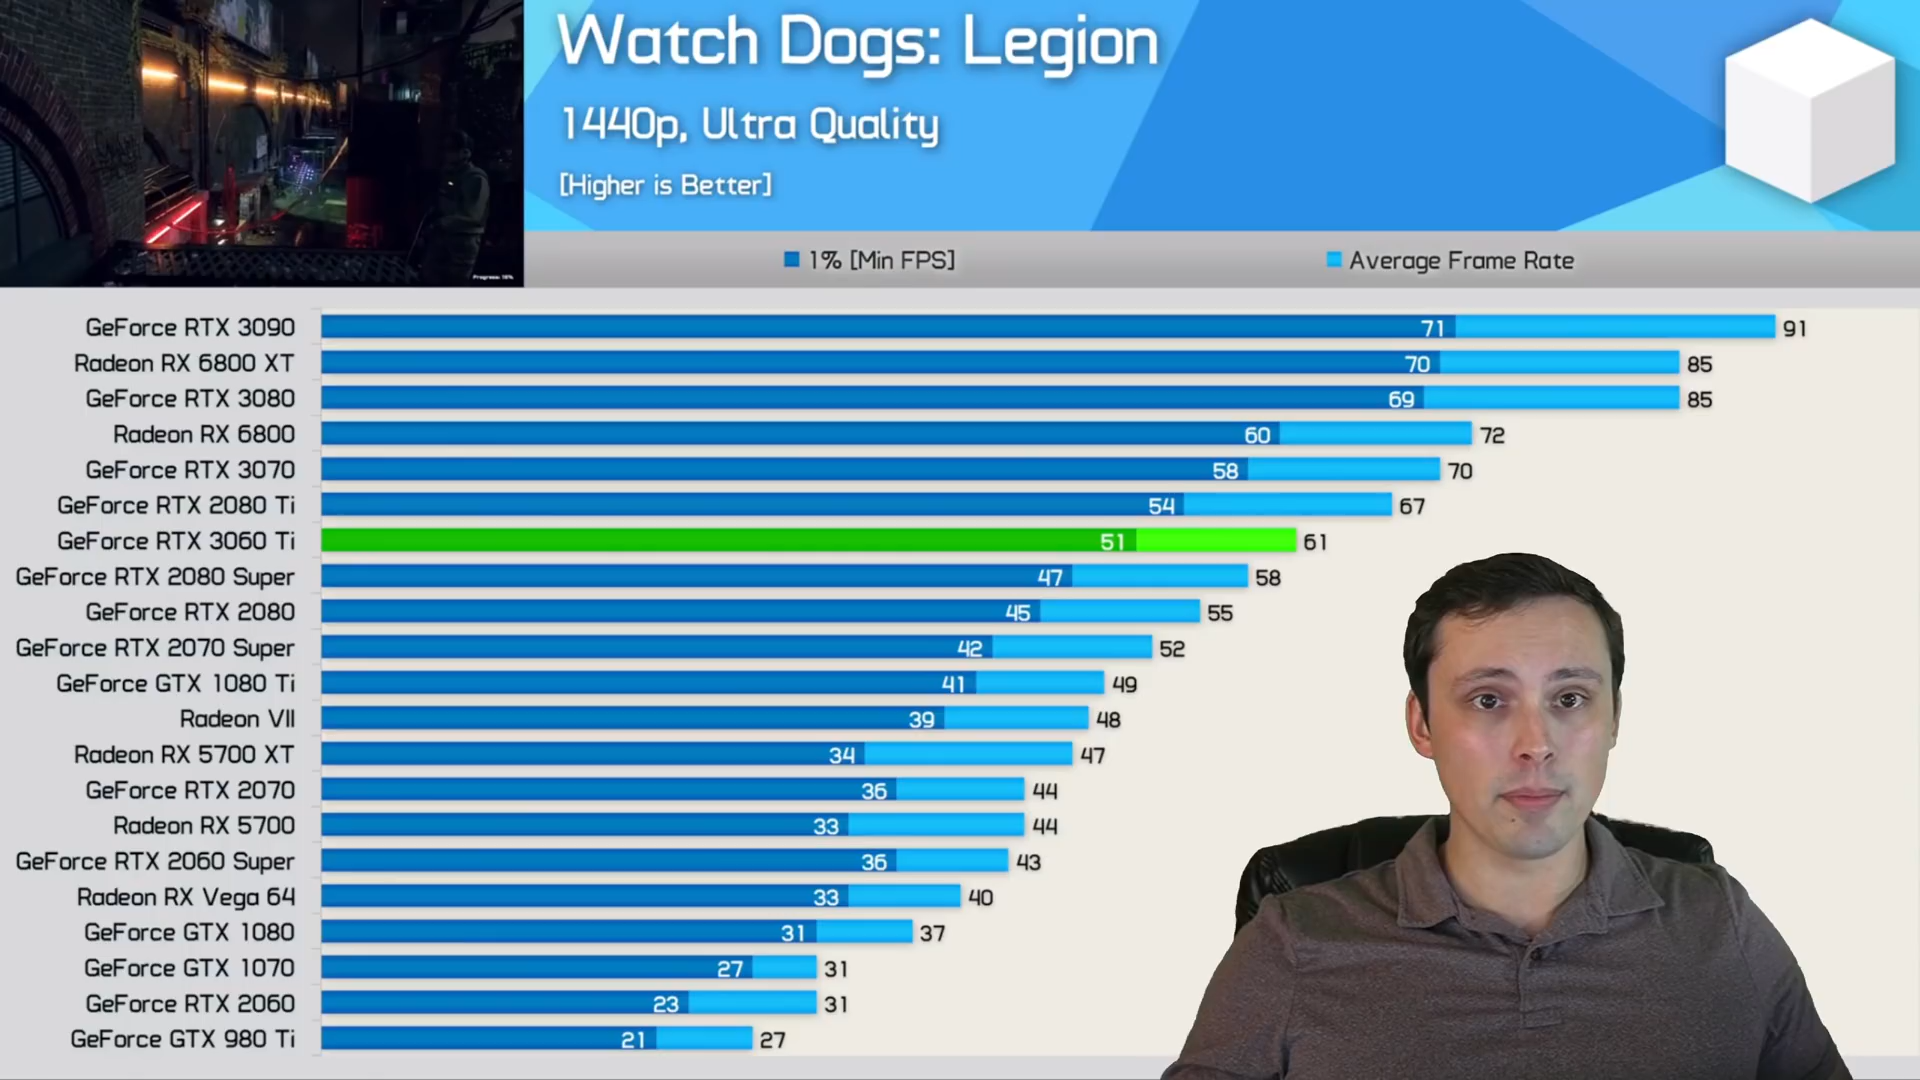 Watch Dogs: Legion
1440p, Ultra Quality
[Higher is Better]
Progress: 18%
1% [Min FPS]
Average Frame Rate
GeForce RTX 3090 71 91
Radeon RX 6800 XT 70 85
GeForce RTX 3080 69 85
Radeon RX 6800 60 72
GeForce RTX 3070 58 70
GeForce RTX 2080 Ti 54 67
GeForce RTX 3060 Ti 51 61
GeForce RTX 2080 Super 47 58
GeForce RTX 2080 45 55
GeForce RTX 2070 Super 42 52
GeForce GTX 1080 Ti 41 49
Radeon VII 39 48
Radeon RX 5700 XT 34 47
GeForce RTX 2070 36 44
Radeon RX 5700 33 44
GeForce RTX 2060 Super 36 43
Radeon RX Vega 64 33 40
GeForce GTX 1080 31 37
GeForce GTX 1070 27 31
GeForce RTX 2060 23 31
GeForce GTX 980 Ti 21 27